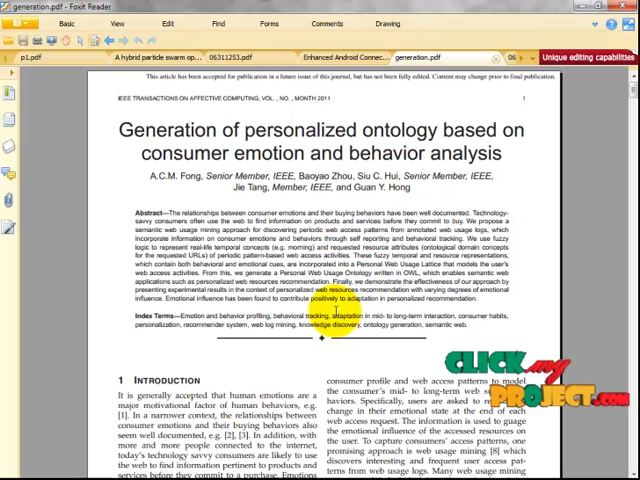 generation.pdf - Foxit Reader
Basic View Edit Find Forms Comments Drawing
p1.pdf A hybrid particle swarm op... 06311253.pdf Enhanced Android Connec... generation.pdf 06 Unique editing capabilities
This article has been accepted for publication in a future issue of this journal, but has not been fully edited. Content may change prior to final publication.
IEEE TRANSACTIONS ON AFFECTIVE COMPUTING, VOL. , NO. , MONTH 2011 1
Generation of personalized ontology based on
consumer emotion and behavior analysis
A.C.M. Fong, Senior Member, IEEE, Baoyao Zhou, Siu C. Hui, Senior Member, IEEE,
Jie Tang, Member, IEEE, and Guan Y. Hong
Abstract—The relationships between consumer emotions and their buying behaviors have been well documented. Technology-
savvy consumers often use the web to find information on products and services before they commit to buy. We propose a
semantic web usage mining approach for discovering periodic web access patterns from annotated web usage logs, which
incorporate information on consumer emotions and behaviors through self reporting and behavioral tracking. We use fuzzy
logic to represent real-life temporal concepts (e.g. morning) and requested resource attributes (ontological domain concepts
for the requested URLs) of periodic pattern-based web access activities. These fuzzy temporal and resource representations,
which contain both behavioral and emotional cues, are incorporated into a Personal Web Usage Lattice that models the user's
web access activities. From this, we generate a Personal Web Usage Ontology written in OWL, which enables semantic web
applications such as personalized web resources recommendation. Finally, we demonstrate the effectiveness of our approach by
presenting experimental results in the context of personalized web resources recommendation with varying degrees of emotional
influence. Emotional influence has been found to contribute positively to adaptation in personalized recommendation.
Index Terms—Emotion and behavior profiling, behavioral tracking, adaptation in mid- to long-term interaction, consumer habits,
personalization, recommender system, web log mining, knowledge discovery, ontology generation, semantic web.
1 INTRODUCTION
It is generally accepted that human emotions are a
major motivational factor of human behaviors, e.g.
[1]. In a narrower context, the relationships between
consumer emotions and their buying behaviors also
seem well documented, e.g. [2], [3]. In addition, with
more and more people connected to the internet,
today's technology savvy consumers are likely to use
the web to find information pertinent to products and
services before they commit to a purchase. Emotions
consumer profile and web access patterns to model
the consumer's mid- to long-term web
haviors. Specifically, users are asked to
change in their emotional state at the end of each
web access request. The information is used to guage
the emotional influence of the accessed resources on
the user. To capture consumers' access patterns, one
promising approach is web usage mining [8] which
discovers interesting and frequent user access pat-
terns from web usage logs. Many web usage mining
CLICK my
PROJECT.com